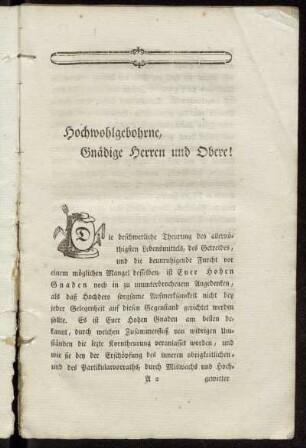 Hochwohlgebohrne,
Gnädige Herren und Obere!
Die beschwerliche Theurung des allernö-
thigsten Lebensmittels, des Getreides,
und die beunruhigende Furcht vor
einem möglichen Mangel desselben, ist Euer Hohen
Gnaden noch in zu ununterbrochenem Angedenken,
als daß Hochdero sorgsame Aufmerksamkeit nicht bey
jeder Gelegenheit auf diesen Gegenstand gerichtet werden
sollte. Es ist Euer Hohen Gnaden am besten be-
kannt, durch welchen Zusammenfluß von widrigen Um-
ständen die letzte Korntheurung veranlasset worden, und
wie sey bey der Erschöpfung des inneren obrigkeitlichen-
und des Partikularvorraths, durch Mißwachs und Hoch-
A 2 gewitter